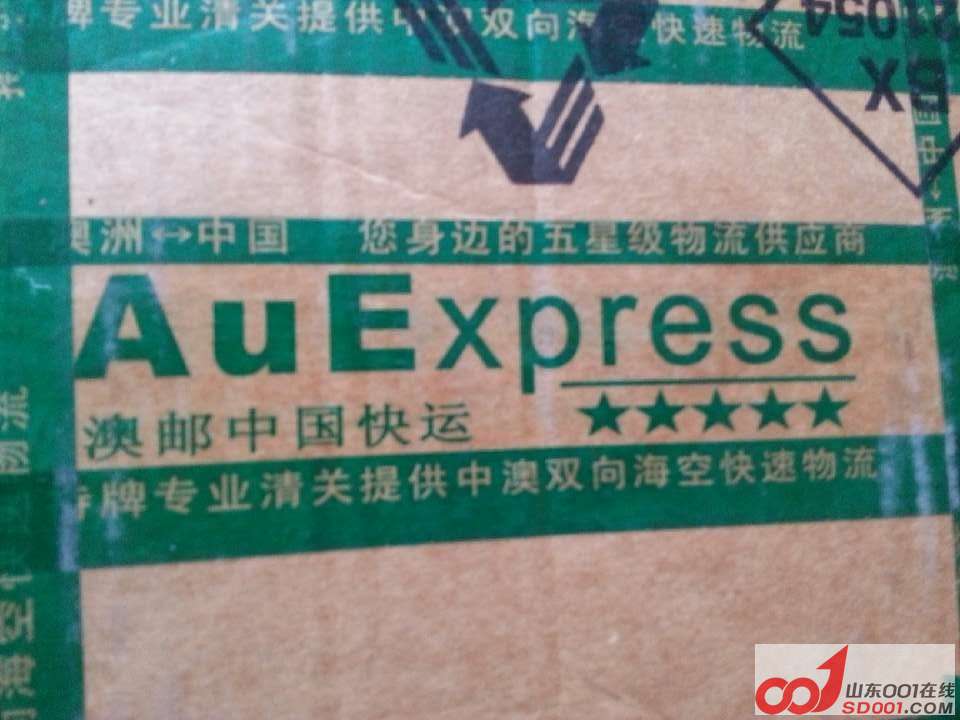 牌专业清关提供中澳双向海空快速物流
21054
BX
澳洲↔中国 您身边的五星级物流供应商
AuExpress
澳邮中国快运
★★★★★
牌专业清关提供中澳双向海空快速物流
山东001在线
SD001.COM